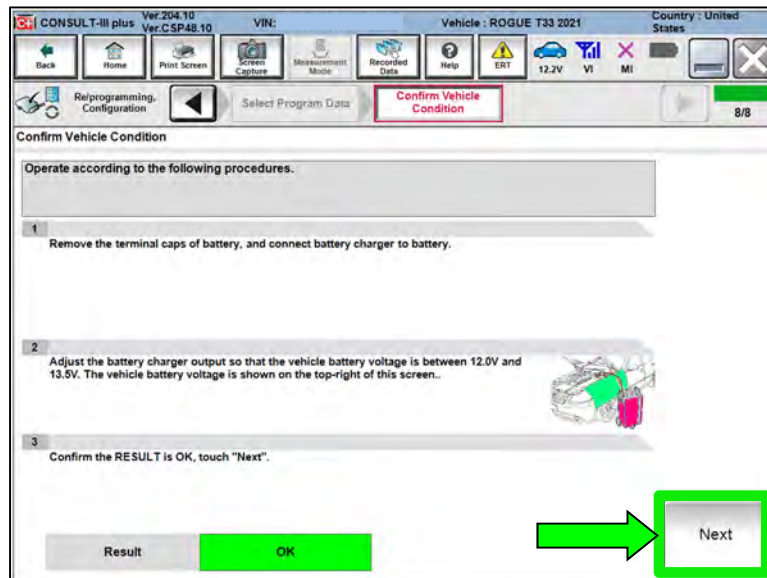 C+ CONSULT-III plus Ver.204.10 VIN: Vehicle : ROGUE T33 2021 Country : United
Ver.CSP48.10 States
Back Home Print Screen Screen Capture Measurement Mode Recorded Data Help ERT 12.2V VI MI
Re/programming, Configuration Select Program Data Confirm Vehicle Condition 8/8
Confirm Vehicle Condition
Operate according to the following procedures.
1
Remove the terminal caps of battery, and connect battery charger to battery.
2
Adjust the battery charger output so that the vehicle battery voltage is between 12.0V and
13.5V. The vehicle battery voltage is shown on the top-right of this screen..
3
Confirm the RESULT is OK, touch "Next".
Next
Result OK